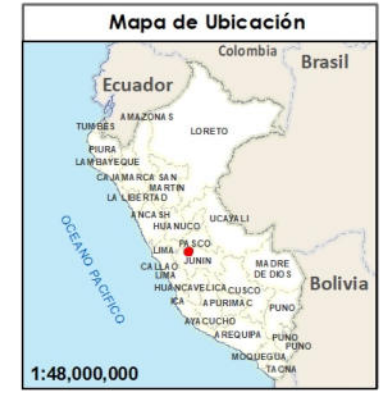 Mapa de Ubicación
Colombia
Brasil
Ecuador
AMAZONAS
TUMBES
LORETO
PIURA
LAMBAYEQUE
CAJAMARCA SAN
MARTIN
LA LIBERTAD
ANCASH
UCAYALI
HUANUCO
OCEANO PACIFICO
PASCO
LIMA
JUNIN
CALLAO
LIMA
MADRE
DE DIOS
Bolivia
HUANCAVELICA CUSCO
ICA
APURIMAC
PUNO
AYACUCHO
AREQUIPA
PUNO
PUNO
MOQUEGUA
TACNA
1:48,000,000